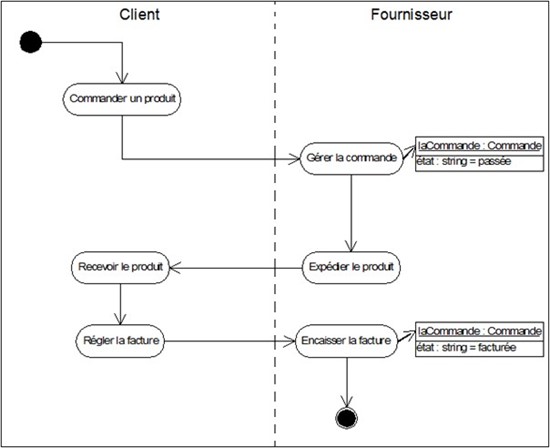 Client
Fournisseur
Commander un produit
Gérer la commande
laCommande : Commande
état : string = passée
Recevoir le produit
Expédier le produit
Régler la facture
Encaisser la facture
laCommande : Commande
état : string = facturée